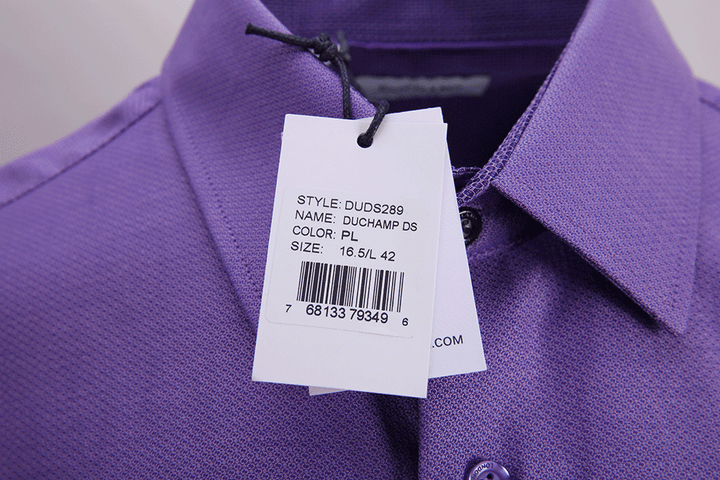 STYLE: DUDS289
NAME: DUCHAMP DS
COLOR: PL
SIZE: 16.5/L 42
7 68133 79349 6
.COM